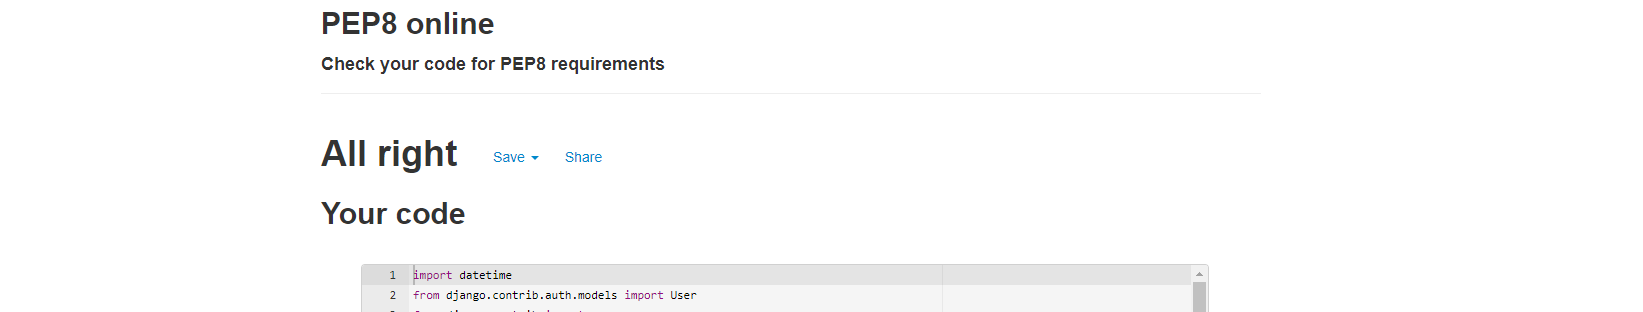 PEP8 online
Check your code for PEP8 requirements
All right Save Share
Your code
1 import datetime
2 from django.contrib.auth.models import User